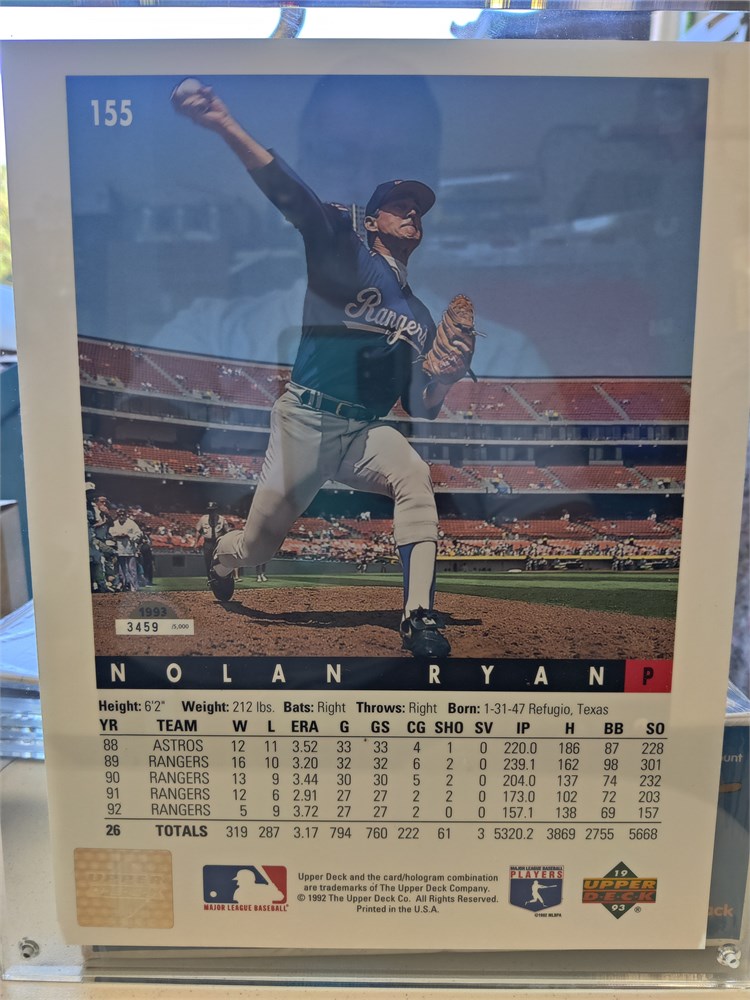 155
Rangers
1993
3459 /5,000
NOLAN RYAN P
Height: 6'2" Weight: 212 lbs. Bats: Right Throws: Right Born: 1-31-47 Refugio, Texas
YR TEAM W L ERA G GS CG SHO SV IP H BB SO
88 ASTROS 12 11 3.52 33 33 4 1 0 220.0 186 87 228
89 RANGERS 16 10 3.20 32 32 6 2 0 239.1 162 98 301
90 RANGERS 13 9 3.44 30 30 5 2 0 204.0 137 74 232
91 RANGERS 12 6 2.91 27 27 2 2 0 173.0 102 72 203
92 RANGERS 5 9 3.72 27 27 2 0 0 157.1 138 69 157
26 TOTALS 319 287 3.17 794 760 222 61 3 5320.2 3869 2755 5668
MAJOR LEAGUE BASEBALL®
Upper Deck and the card/hologram combination
are trademarks of The Upper Deck Company.
© 1992 The Upper Deck Co. All Rights Reserved.
Printed in the U.S.A.
MAJOR LEAGUE BASEBALL
PLAYERS
©1992 MLBPA
19
UPPER
DECK
93 ®